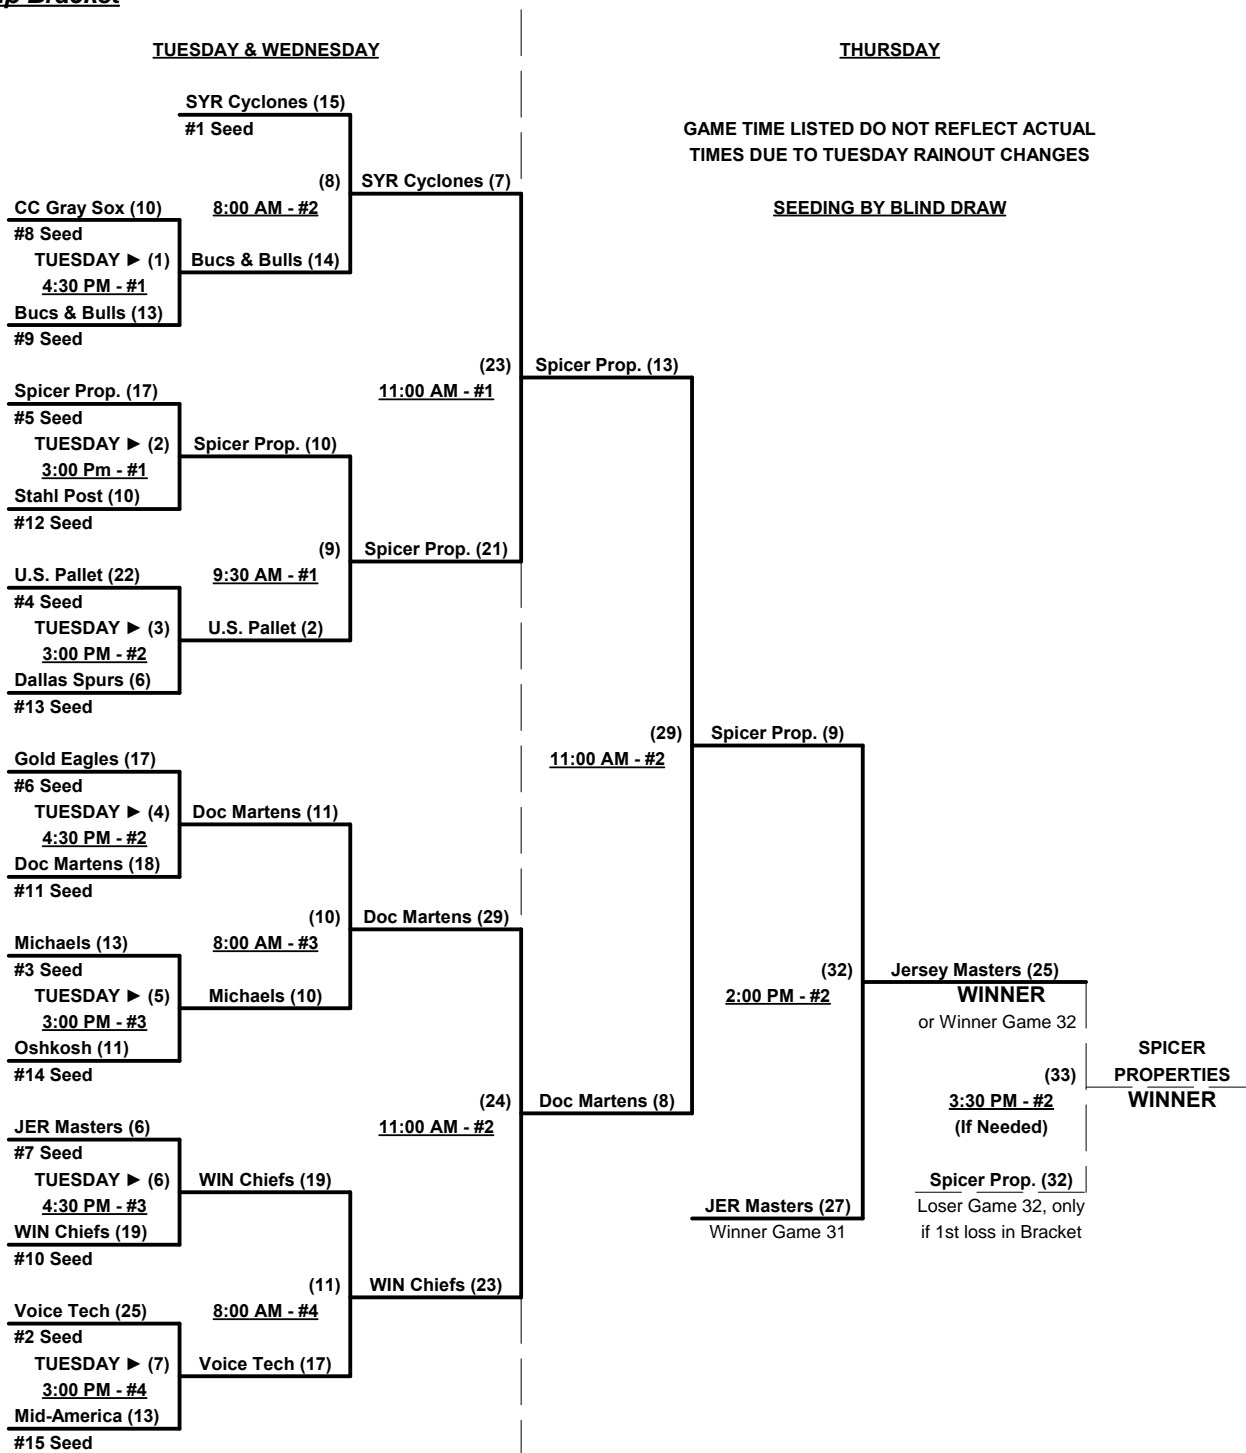 p Bracket
TUESDAY & WEDNESDAY
THURSDAY
SYR Cyclones (15)
#1 Seed
GAME TIME LISTED DO NOT REFLECT ACTUAL
TIMES DUE TO TUESDAY RAINOUT CHANGES
(8)
SYR Cyclones (7)
CC Gray Sox (10)
8:00 AM - #2
SEEDING BY BLIND DRAW
#8 Seed
TUESDAY ► (1)
Bucs & Bulls (14)
4:30 PM - #1
Bucs & Bulls (13)
#9 Seed
(23)
Spicer Prop. (13)
Spicer Prop. (17)
11:00 AM - #1
#5 Seed
TUESDAY ► (2)
Spicer Prop. (10)
3:00 Pm - #1
Stahl Post (10)
#12 Seed
(9)
Spicer Prop. (21)
U.S. Pallet (22)
9:30 AM - #1
#4 Seed
TUESDAY ► (3)
U.S. Pallet (2)
3:00 PM - #2
Dallas Spurs (6)
#13 Seed
(29)
Spicer Prop. (9)
Gold Eagles (17)
11:00 AM - #2
#6 Seed
TUESDAY ► (4)
Doc Martens (11)
4:30 PM - #2
Doc Martens (18)
#11 Seed
(10)
Doc Martens (29)
Michaels (13)
8:00 AM - #3
#3 Seed
(32)
Jersey Masters (25)
TUESDAY ► (5)
Michaels (10)
2:00 PM - #2
WINNER
3:00 PM - #3
or Winner Game 32
Oshkosh (11)
SPICER
#14 Seed
(33)
PROPERTIES
(24)
Doc Martens (8)
3:30 PM - #2
WINNER
JER Masters (6)
11:00 AM - #2
(If Needed)
#7 Seed
TUESDAY ► (6)
WIN Chiefs (19)
Spicer Prop. (32)
4:30 PM - #3
JER Masters (27)
Loser Game 32, only
WIN Chiefs (19)
Winner Game 31
if 1st loss in Bracket
#10 Seed
(11)
WIN Chiefs (23)
Voice Tech (25)
8:00 AM - #4
#2 Seed
TUESDAY ► (7)
Voice Tech (17)
3:00 PM - #4
Mid-America (13)
#15 Seed